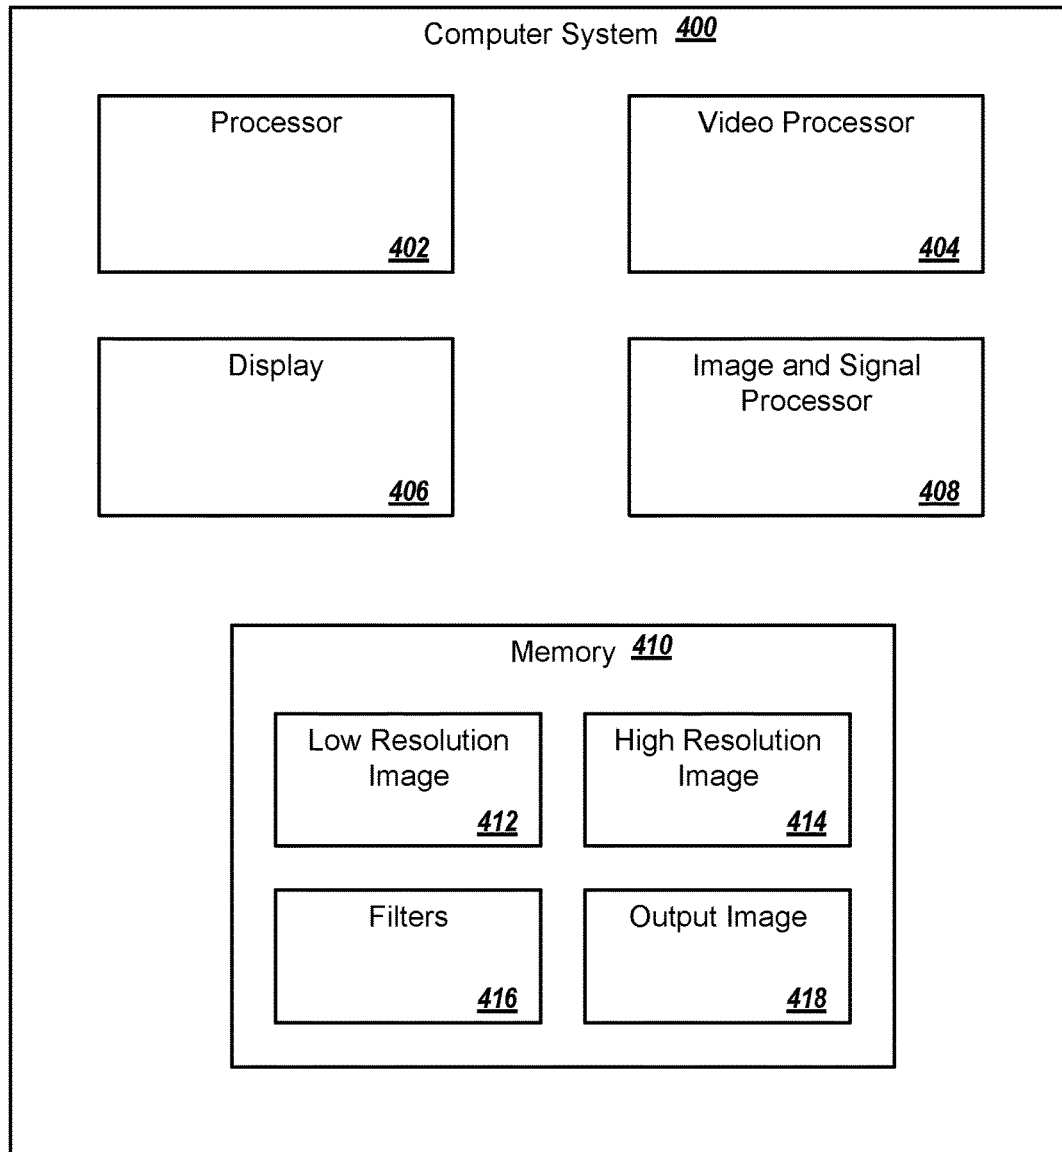 Computer System 400
Processor
402
Video Processor
404
Display
406
Image and Signal
Processor
408
Memory 410
Low Resolution
Image
412
High Resolution
Image
414
Filters
416
Output Image
418